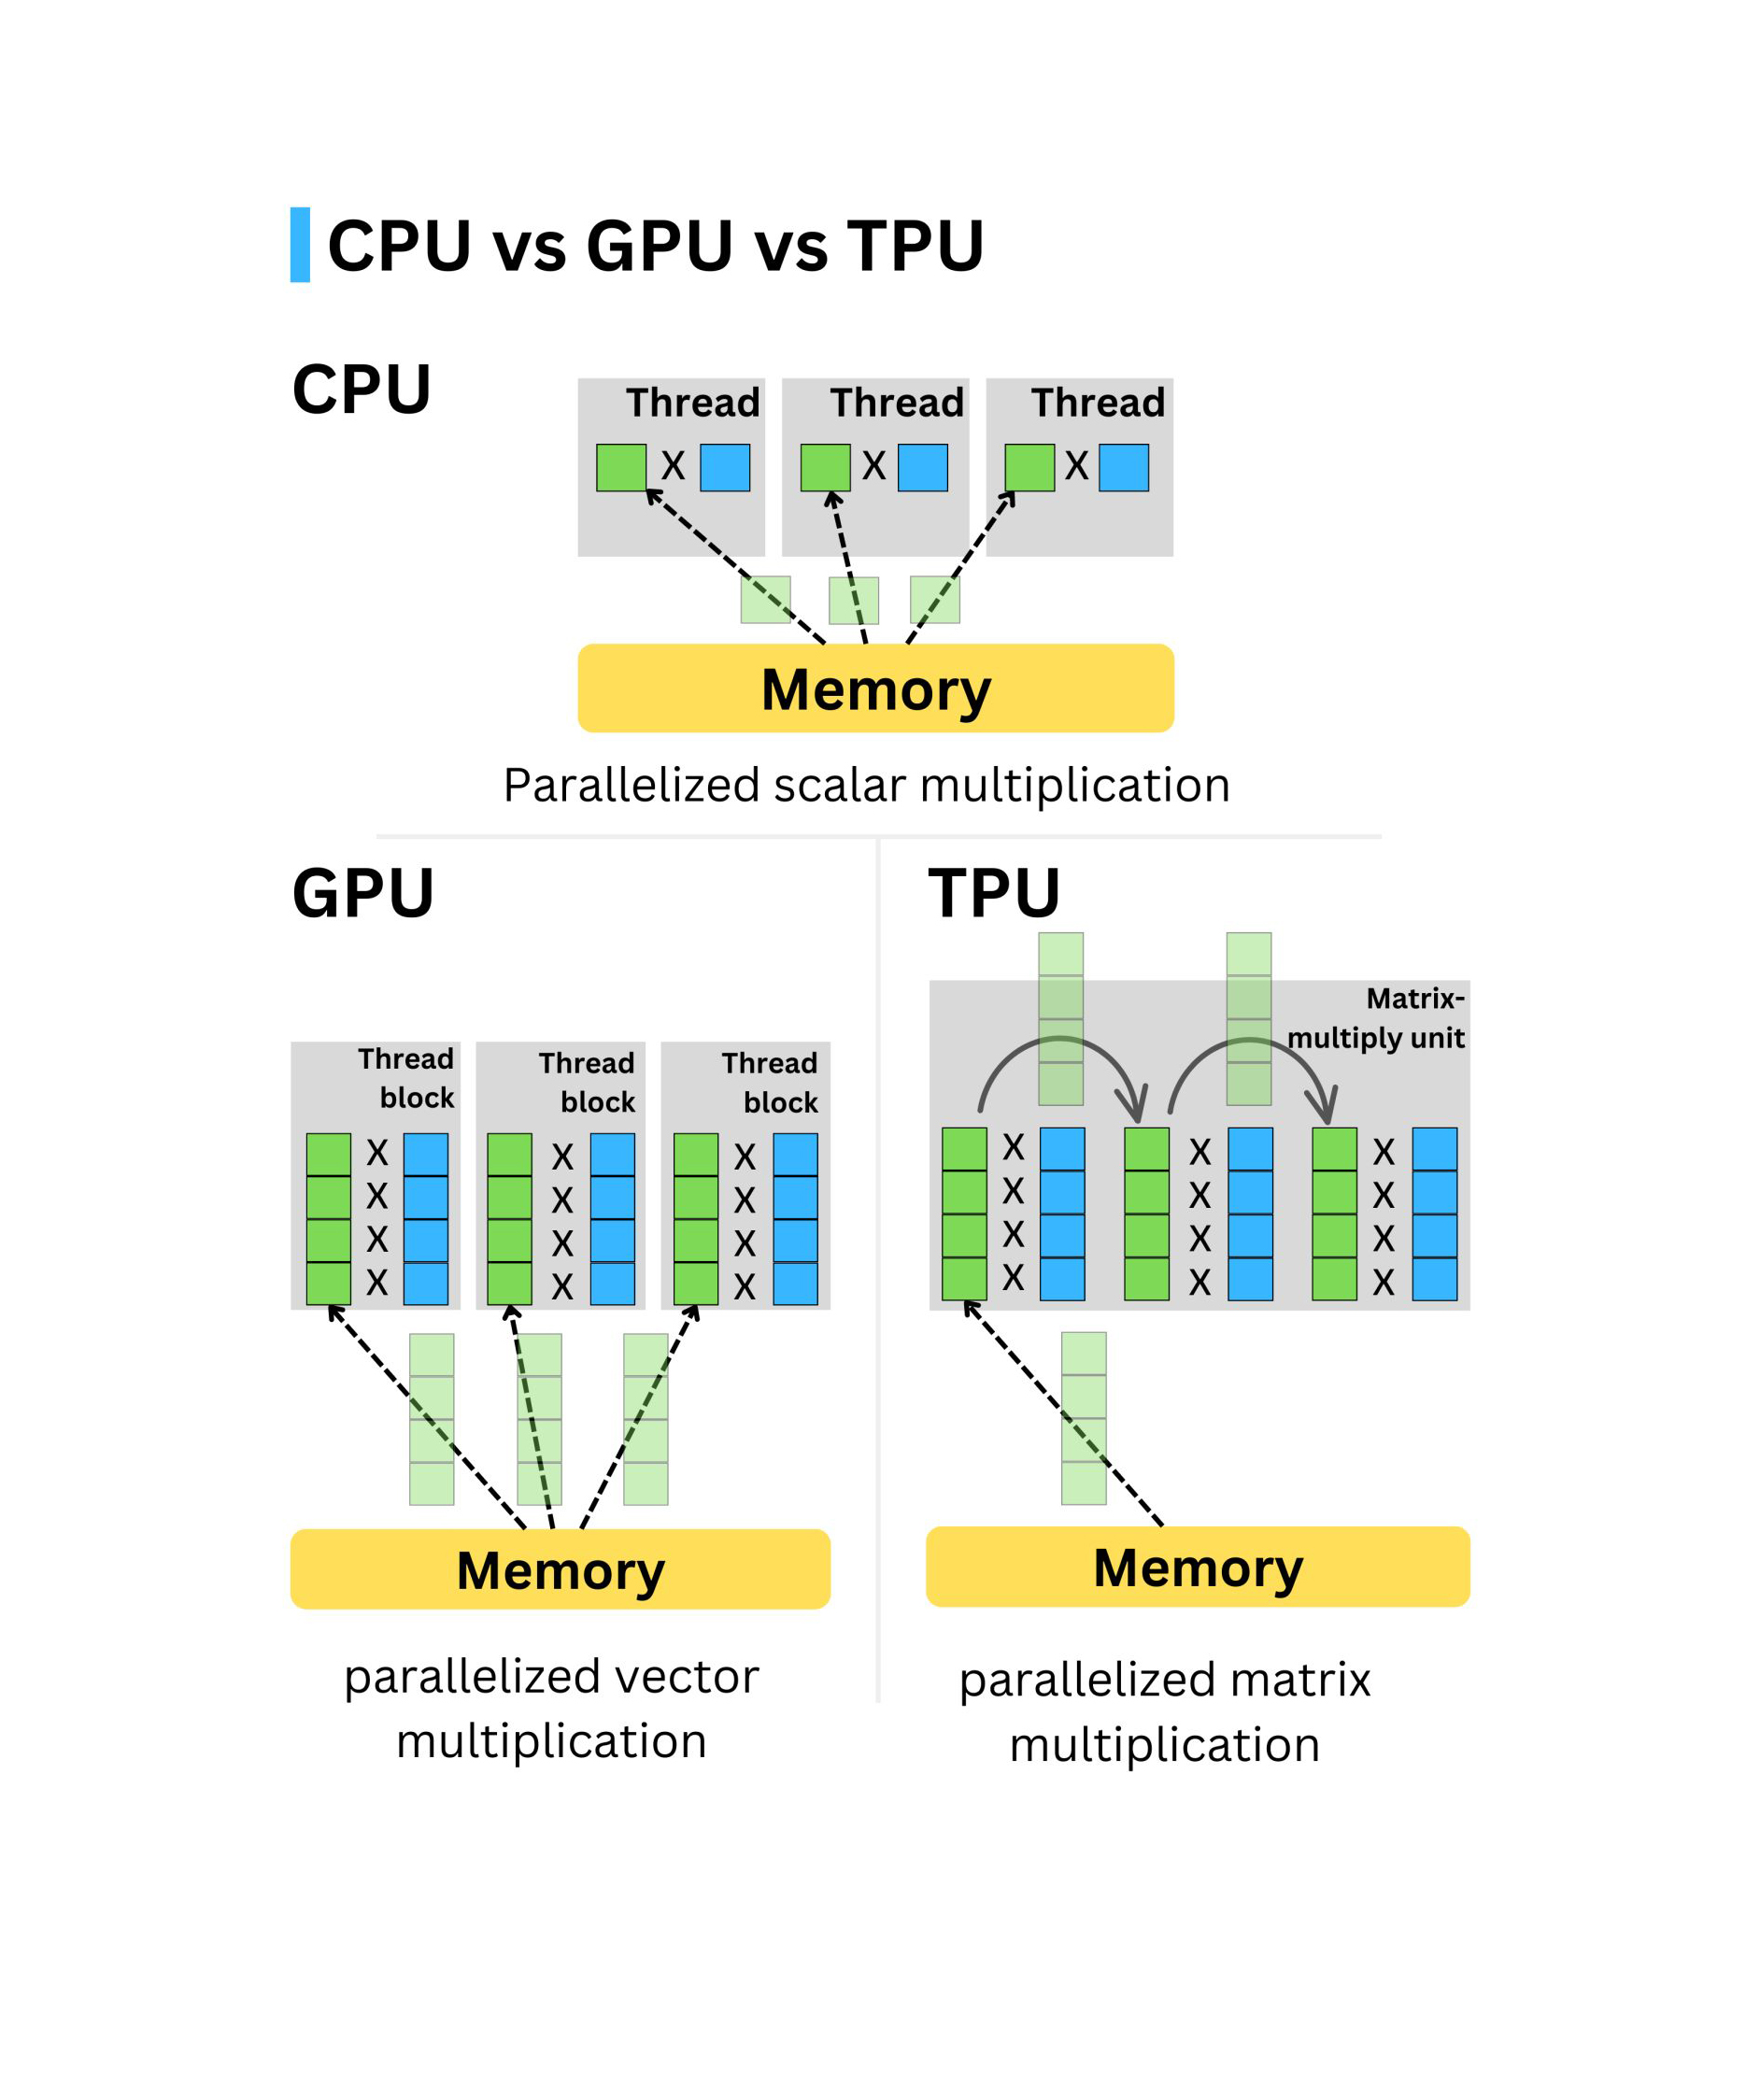 CPU vs GPU vs TPU
CPU
Thread
Thread
Thread
X
X
X
Memory
Parallelized scalar multiplication
GPU
Thread
block
Thread
block
Thread
block
X
X
X
X
X
X
X
X
X
X
X
X
Memory
parallelized vector
multiplication
TPU
Matrix-
multiply unit
X
X
X
X
X
X
X
X
X
X
X
X
Memory
parallelized matrix
multiplication